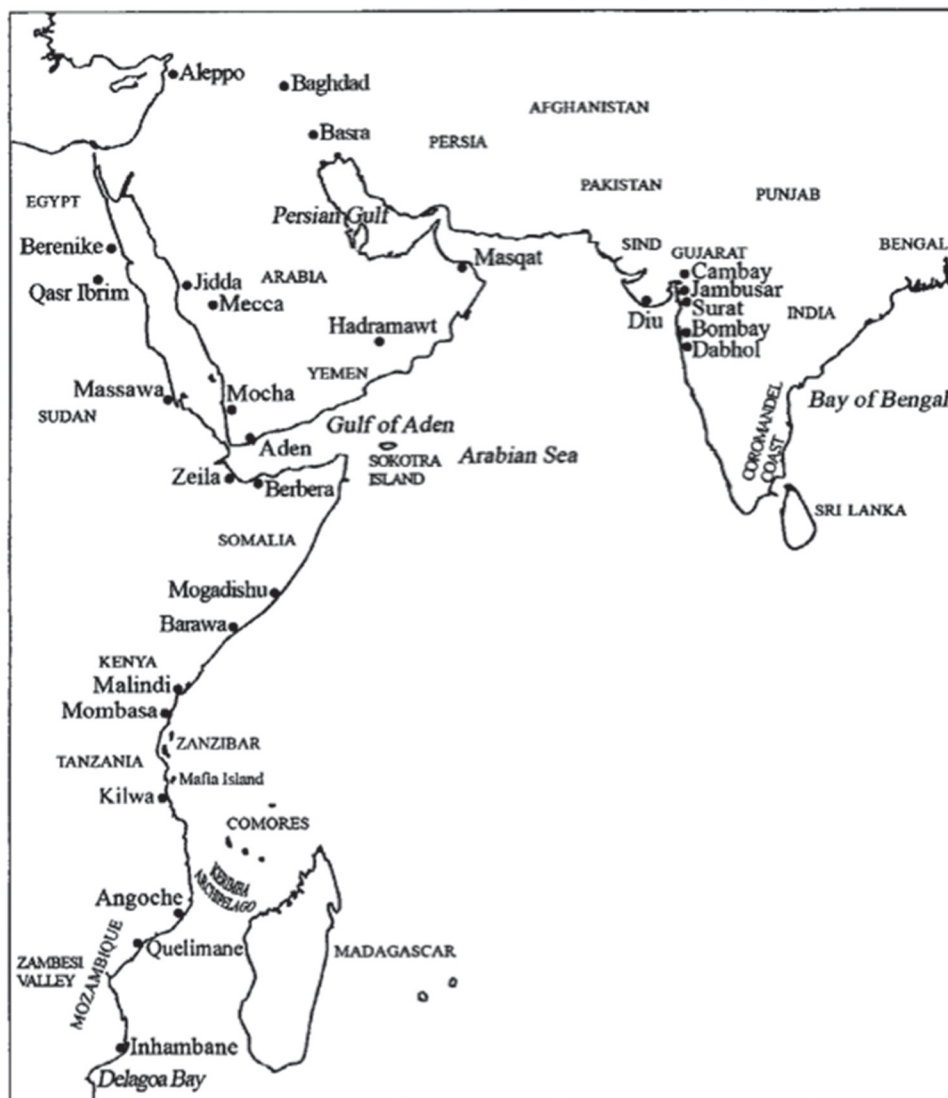 Aleppo
Baghdad
AFGHANISTAN
Basra
PERSIA
PAKISTAN
PUNJAB
EGYPT
Persian Gulf
SIND
GUJARAT
BENGAL
Berenike
Masqat
Cambay
Qasr Ibrim
Jidda
ARABIA
Jambusar
Mecca
Surat
INDIA
Diu
Hadramawt
Bombay
Dabhol
YEMEN
Massawa
Mocha
SUDAN
Gulf of Aden
Bay of Bengal
COROMANDEL
COAST
Aden
SOKOTRA
ISLAND
Arabian Sea
Zeila
Berbera
SRI LANKA
SOMALIA
Mogadishu
Barawa
KENYA
Malindi
Mombasa
ZANZIBAR
TANZANIA
Mafia Island
Kilwa
COMORES
KERIMBA
ARCHIPELAGO
Angoche
Quelimane
MADAGASCAR
ZAMBESI
VALLEY
MOZAMBIQUE
Inhambane
Delagoa Bay